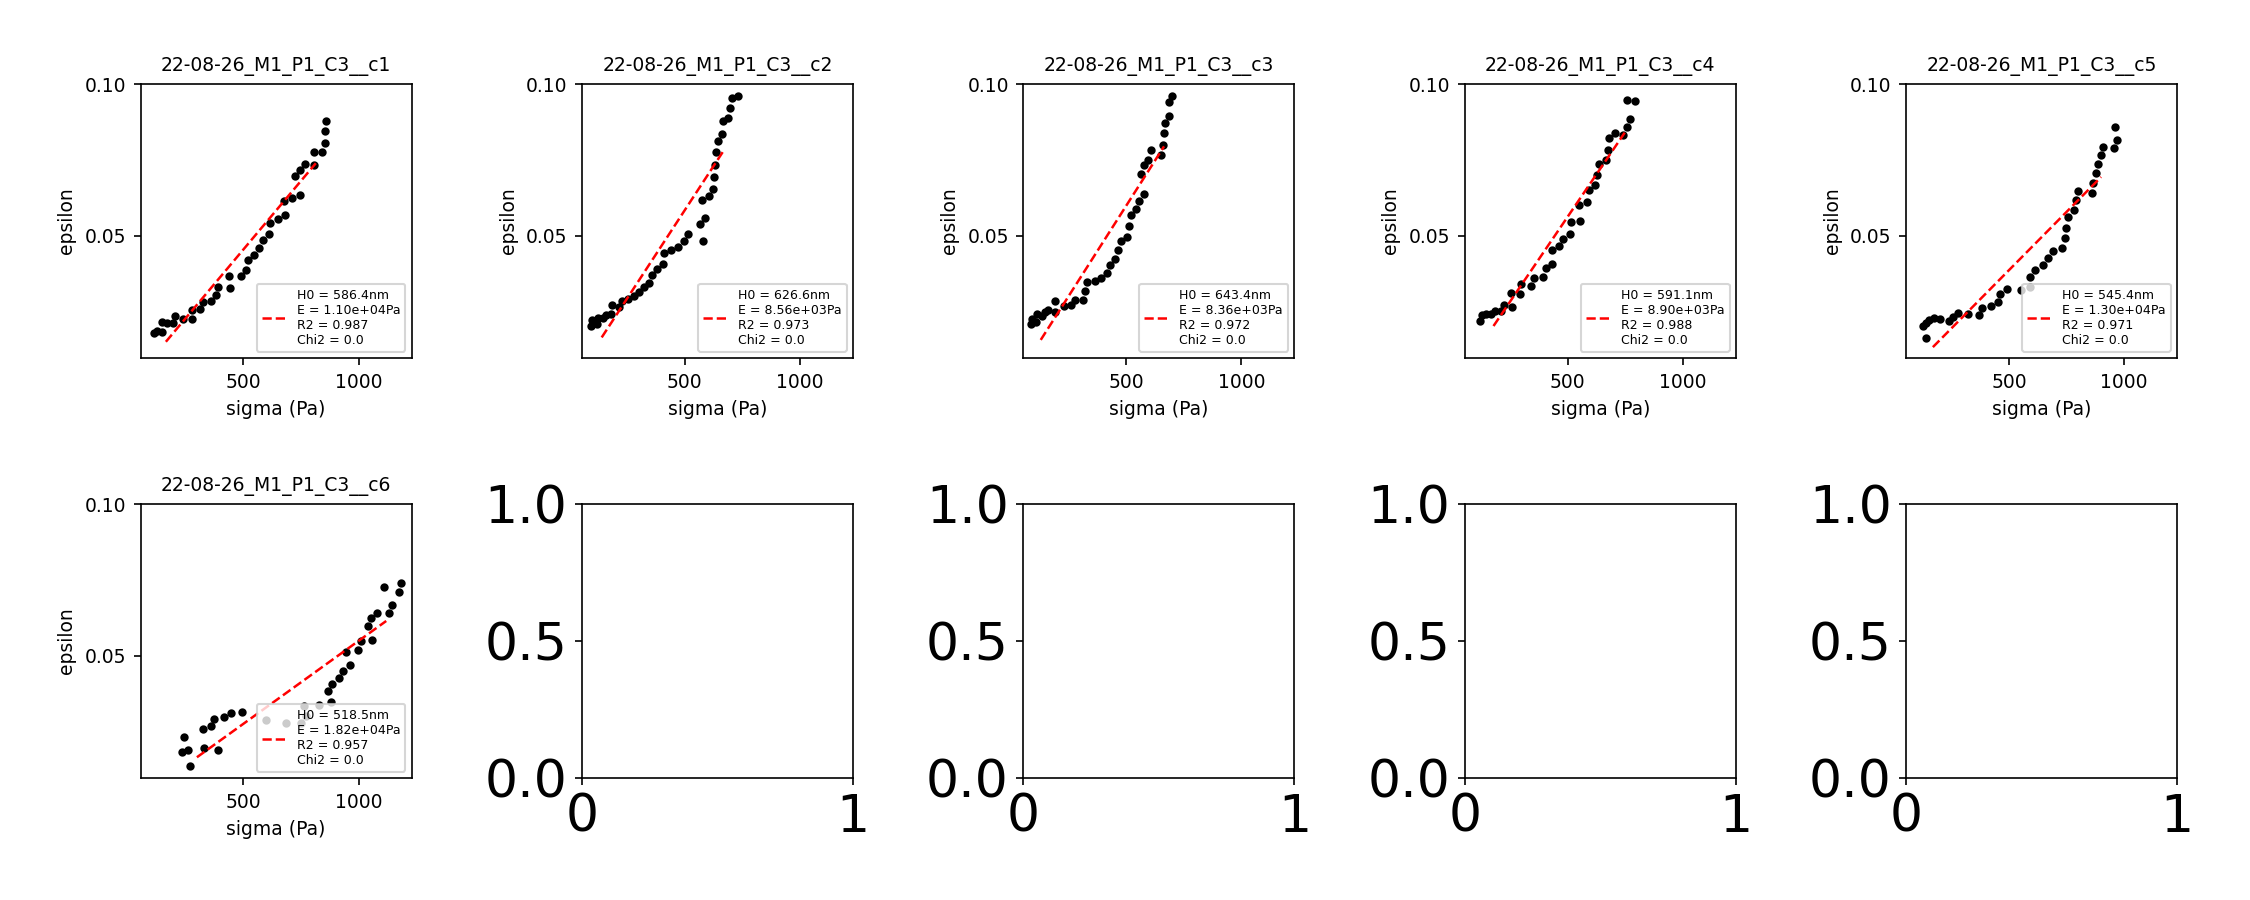 22-08-26_M1_P1_C3__c1
0.10
0.05
epsilon
500
1000
sigma (Pa)
H0 = 586.4nm
E = 1.10e+04Pa
R2 = 0.987
Chi2 = 0.0
22-08-26_M1_P1_C3__c2
0.10
0.05
epsilon
500
1000
sigma (Pa)
H0 = 626.6nm
E = 8.56e+03Pa
R2 = 0.973
Chi2 = 0.0
22-08-26_M1_P1_C3__c3
0.10
0.05
epsilon
500
1000
sigma (Pa)
H0 = 643.4nm
E = 8.36e+03Pa
R2 = 0.972
Chi2 = 0.0
22-08-26_M1_P1_C3__c4
0.10
0.05
epsilon
500
1000
sigma (Pa)
H0 = 591.1nm
E = 8.90e+03Pa
R2 = 0.988
Chi2 = 0.0
22-08-26_M1_P1_C3__c5
0.10
0.05
epsilon
500
1000
sigma (Pa)
H0 = 545.4nm
E = 1.30e+04Pa
R2 = 0.971
Chi2 = 0.0
22-08-26_M1_P1_C3__c6
0.10
0.05
epsilon
500
1000
sigma (Pa)
H0 = 518.5nm
E = 1.82e+04Pa
R2 = 0.957
Chi2 = 0.0
1.0
0.5
0.0
0
1
1.0
0.5
0.0
0
1
1.0
0.5
0.0
0
1
1.0
0.5
0.0
0
1